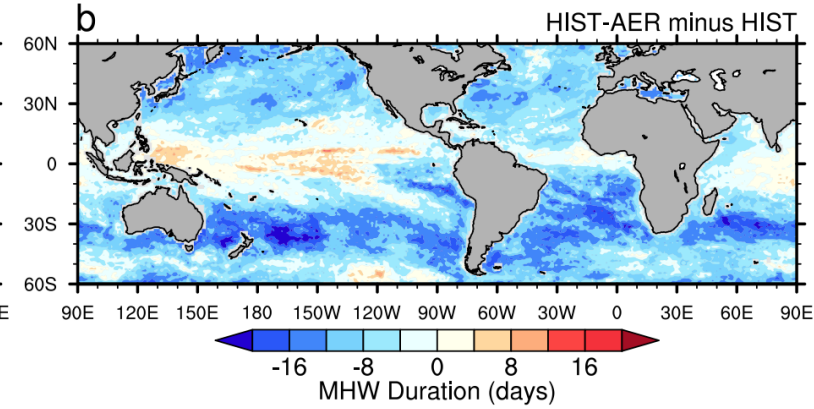 b HIST-AER minus HIST
60N
30N
0
30S
60S
E 90E 120E 150E 180 150W 120W 90W 60W 30W 0 30E 60E 90E
-16 -8 0 8 16
MHW Duration (days)